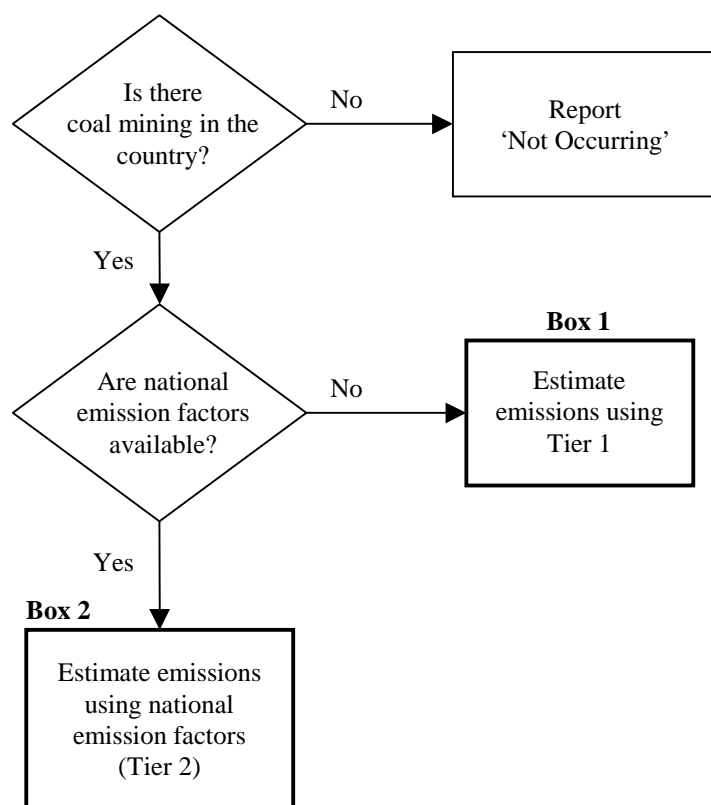 Is there
coal mining in the
country?
No
Report
‘Not Occurring’
Yes
Box 1
Are national
emission factors
available?
No
Estimate
emissions using
Tier 1
Yes
Box 2
Estimate emissions
using national
emission factors
(Tier 2)